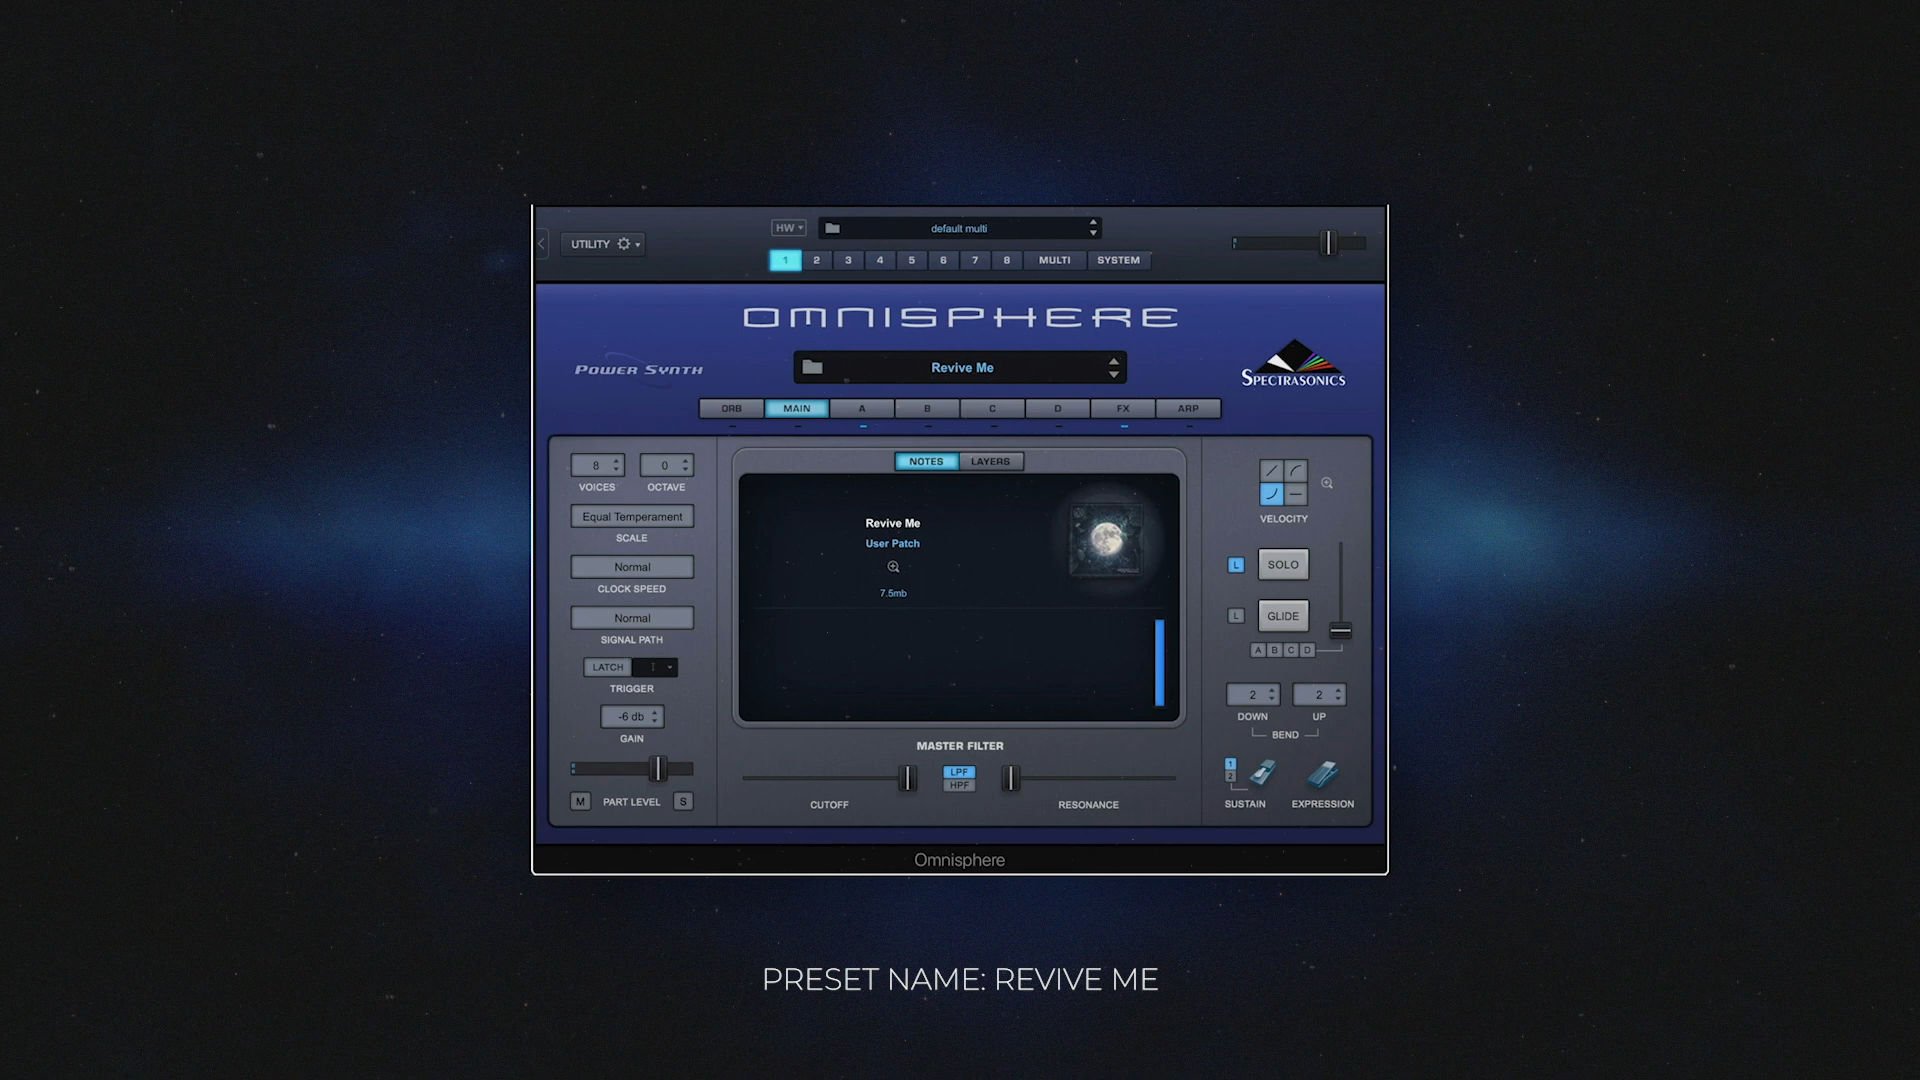 UTILITY
HW
default multi
1 2 3 4 5 6 7 8 MULTI SYSTEM
OMNISPHERE
POWER SYNTH
Revive Me
SPECTRASONICS
ORB MAIN A B C D FX ARP
NOTES LAYERS
8 0
VOICES OCTAVE
Equal Temperament
SCALE
Normal
CLOCK SPEED
Normal
SIGNAL PATH
LATCH
TRIGGER
-6 db
GAIN
M PART LEVEL S
Revive Me
User Patch
7.5mb
MASTER FILTER
LPF
HPF
CUTOFF RESONANCE
VELOCITY
L SOLO
L GLIDE
A B C D
2 2
DOWN UP
BEND
1
2
SUSTAIN EXPRESSION
Omnisphere
PRESET NAME: REVIVE ME